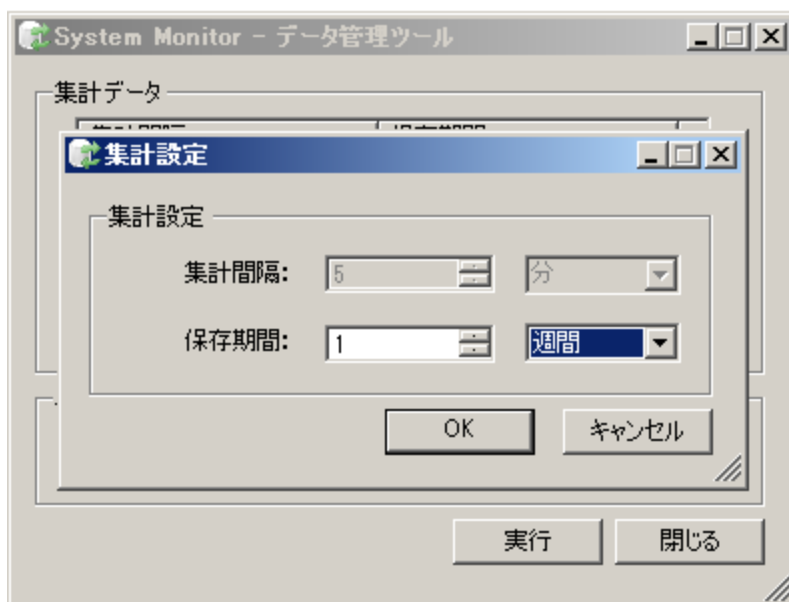 System Monitor - データ管理ツール
集計データ
集計設定
集計設定
集計間隔: 5 分
保存期間: 1 週間
OK キャンセル
実行 閉じる